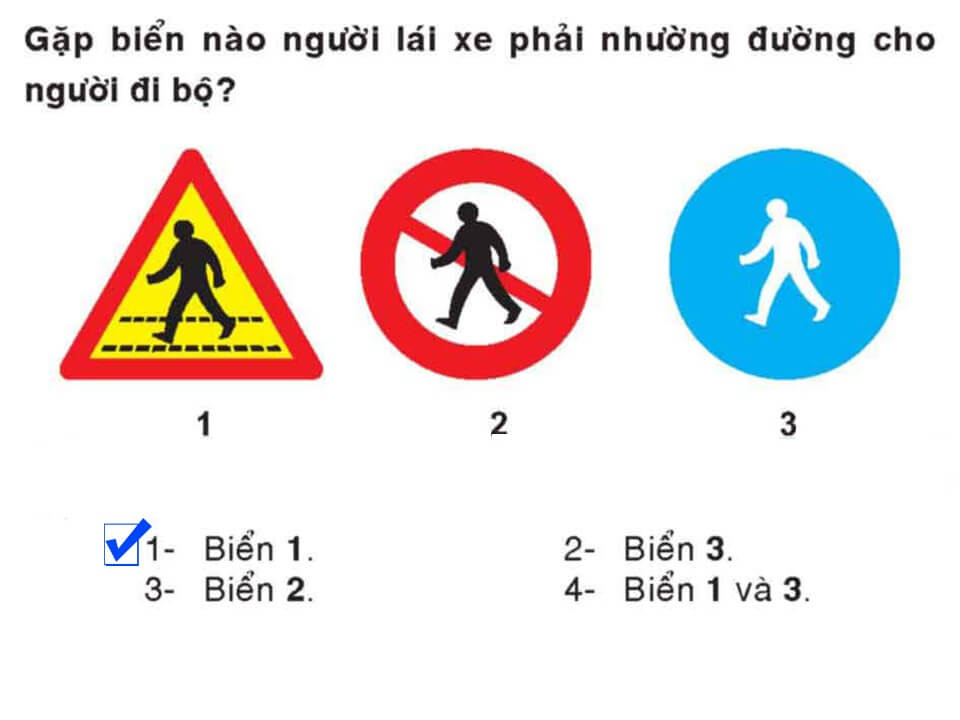 Gặp biển nào người lái xe phải nhường đường cho
người đi bộ?
1 2 3
1- Biển 1. 2- Biển 3.
3- Biển 2. 4- Biển 1 và 3.